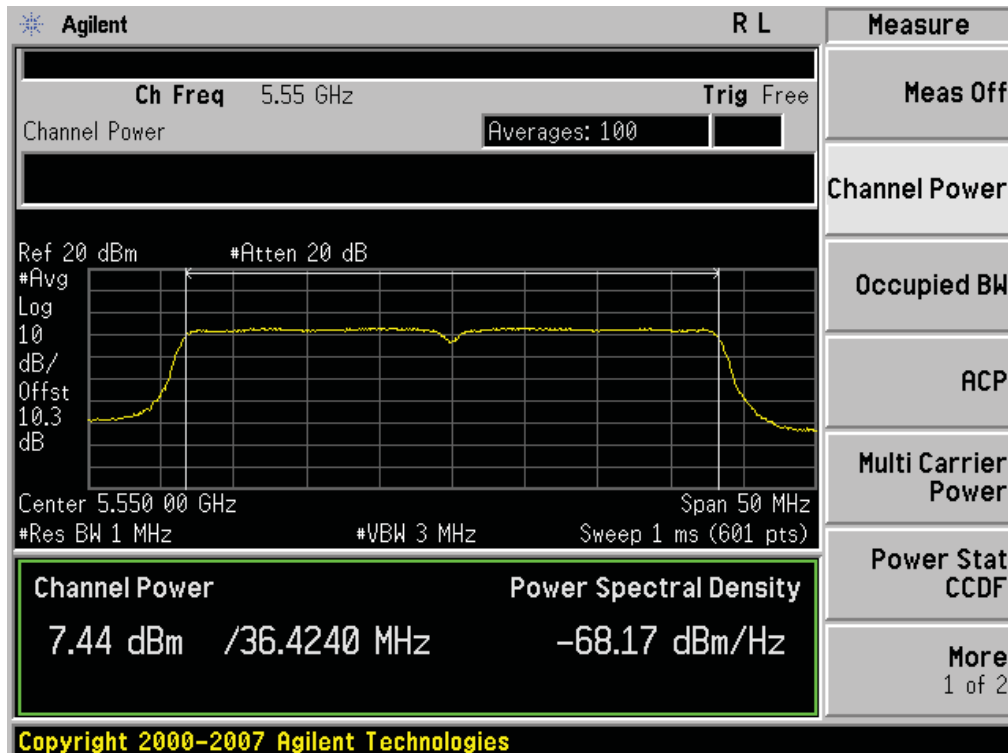 Agilent R L
Measure
Meas Off
Ch Freq 5.55 GHz Trig Free
Channel Power Averages: 100
Channel Power
Ref 20 dBm #Atten 20 dB
#Avg
Log
10
dB/
Offst
10.3
dB
Occupied BW
ACP
Multi Carrier
Power
Center 5.550 00 GHz Span 50 MHz
#Res BW 1 MHz #VBW 3 MHz Sweep 1 ms (601 pts)
Power Stat
CCDF
Channel Power Power Spectral Density
7.44 dBm /36.4240 MHz -68.17 dBm/Hz
More
1 of 2
Copyright 2000-2007 Agilent Technologies